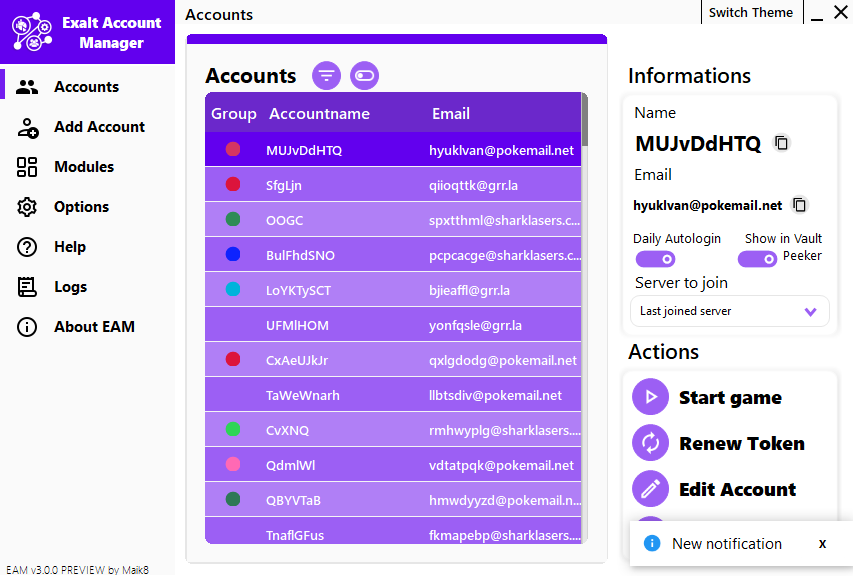 Exalt Account
Manager
Accounts
Add Account
Modules
Options
Help
Logs
About EAM
EAM v3.0.0 PREVIEW by Maik8
Accounts
Switch Theme
Accounts
Group Accountname Email
MUJvDdHTQ hyuklvan@pokemail.net
SfgLjn qiioqttk@grr.la
OOGC spxtthml@sharklasers.c...
BulFhdSNO pcpcacge@sharklasers.c...
LoYKTySCT bjieaffl@grr.la
UFMlHOM yonfqsle@grr.la
CxAeUJkJr qxlgdodg@pokemail.net
TaWeWnarh llbtsdiv@pokemail.net
CvXNQ rmhwyplg@sharklasers....
QdmlWl vdtatpqk@pokemail.net
QBYVTaB hmwdyyzd@pokemail.n...
TnaflGFus fkmapebp@sharklasers....
Informations
Name
MUJvDdHTQ
Email
hyuklvan@pokemail.net
Daily Autologin
Show in Vault
Peeker
Server to join
Last joined server
Actions
Start game
Renew Token
Edit Account
New notification x